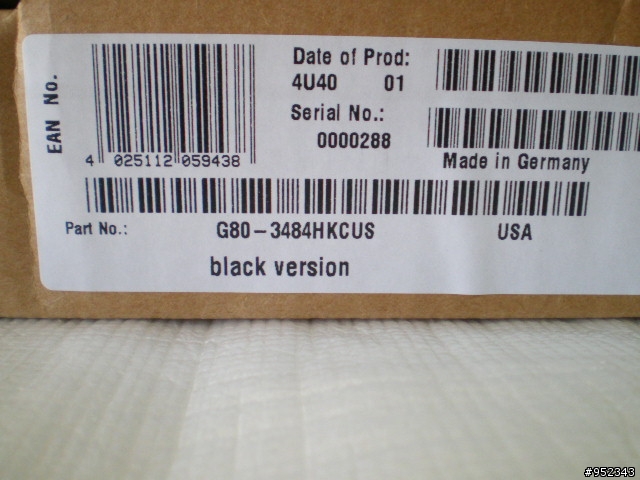 EAN No.
4 025112 059438
Date of Prod:
4U40 01
Serial No.:
0000288
Made in Germany
Part No.: G80-3484HKCUS USA
black version
#952343